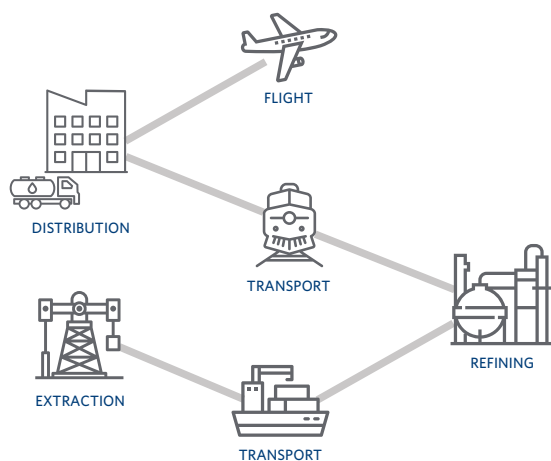 FLIGHT
DISTRIBUTION
TRANSPORT
REFINING
EXTRACTION
TRANSPORT